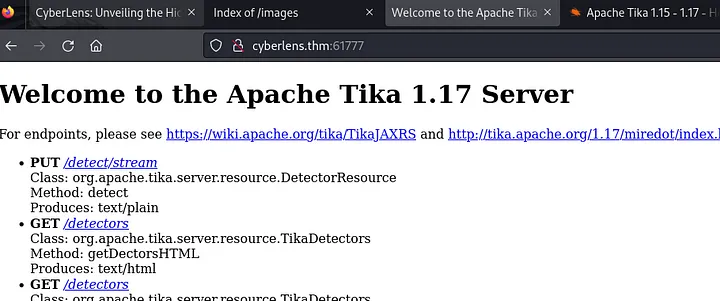 CyberLens: Unveiling the Hi
Index of /images
Welcome to the Apache Tika
Apache Tika 1.15 - 1.17 - H
cyberlens.thm:61777
Welcome to the Apache Tika 1.17 Server
For endpoints, please see https://wiki.apache.org/tika/TikaJAXRS and http://tika.apache.org/1.17/miredot/index.h
PUT /detect/stream
Class: org.apache.tika.server.resource.DetectorResource
Method: detect
Produces: text/plain
GET /detectors
Class: org.apache.tika.server.resource.TikaDetectors
Method: getDectorsHTML
Produces: text/html
GET /detectors
Class: org.apache.tika.server.resource.TikaDetectors